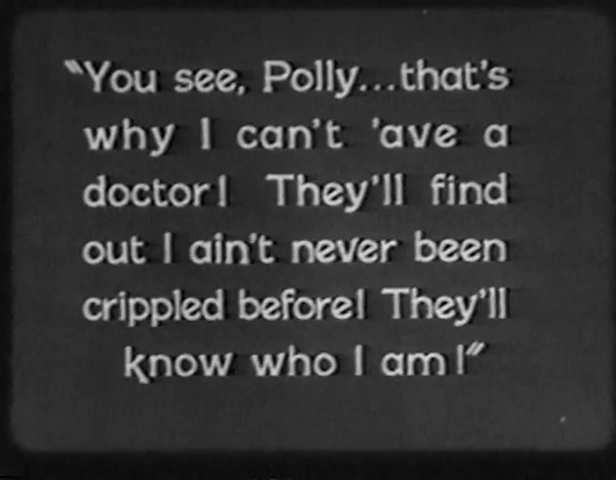 "You see, Polly...that's
why I can't 'ave a
doctor! They'll find
out I ain't never been
crippled before! They'll
know who I am!"